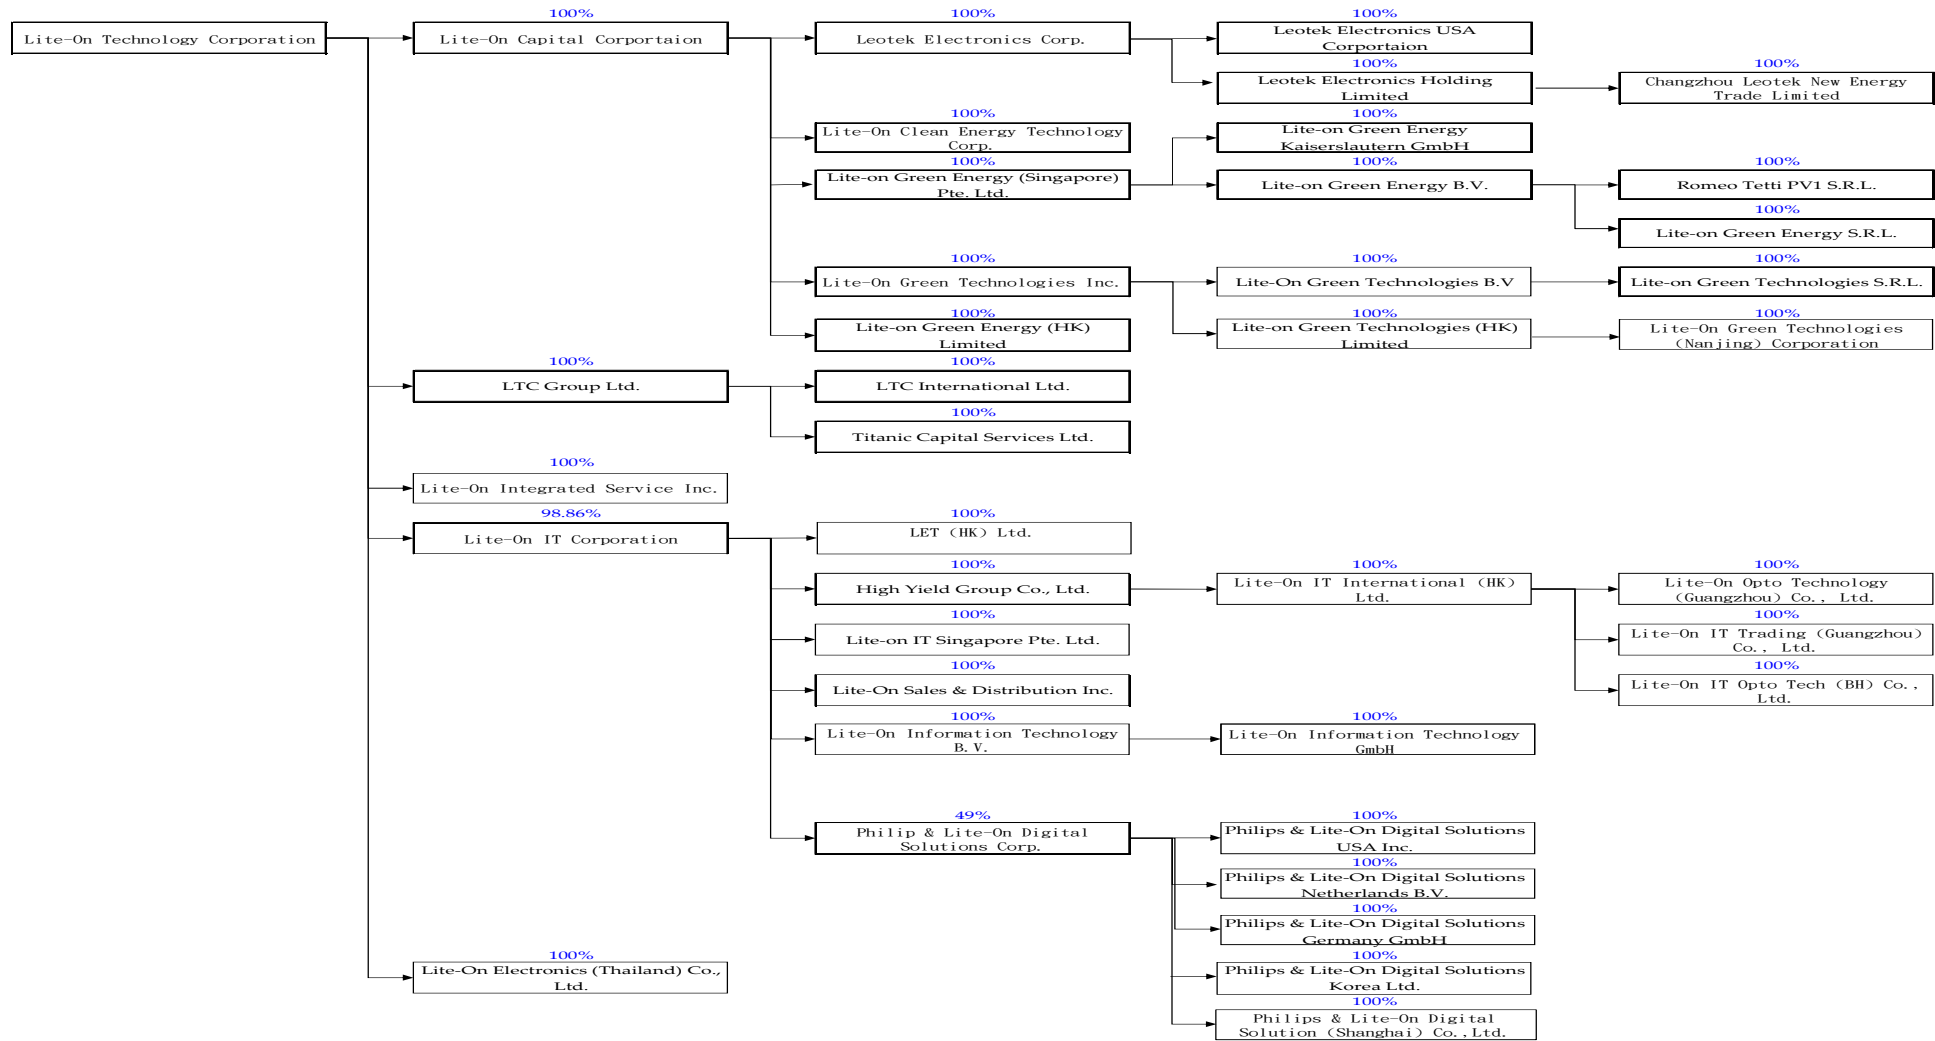 100%
100%
100%
Lite-On Technology Corporation
Lite-On Capital Corportaion
Leotek Electronics Corp.
Leotek Electronics USA
Corportaion
100%
100%
Leotek Electronics Holding
Limited
Changzhou Leotek New Energy
Trade Limited
100%
100%
Lite-On Clean Energy Technology
Corp.
Lite-on Green Energy
Kaiserslautern GmbH
100%
100%
100%
Lite-on Green Energy (Singapore)
Pte. Ltd.
Lite-on Green Energy B.V.
Romeo Tetti PV1 S.R.L.
100%
Lite-on Green Energy S.R.L.
100%
100%
100%
Lite-On Green Technologies Inc.
Lite-On Green Technologies B.V
Lite-on Green Technologies S.R.L.
100%
100%
100%
Lite-on Green Energy (HK)
Limited
Lite-on Green Technologies (HK)
Limited
Lite-On Green Technologies
(Nanjing) Corporation
100%
100%
LTC Group Ltd.
LTC International Ltd.
100%
Titanic Capital Services Ltd.
100%
Lite-On Integrated Service Inc.
98.86%
100%
Lite-On IT Corporation
LET (HK) Ltd.
100%
100%
100%
High Yield Group Co., Ltd.
Lite-On IT International (HK)
Ltd.
Lite-On Opto Technology
(Guangzhou) Co., Ltd.
100%
100%
Lite-on IT Singapore Pte. Ltd.
Lite-On IT Trading (Guangzhou)
Co., Ltd.
100%
100%
Lite-On Sales & Distribution Inc.
Lite-On IT Opto Tech (BH) Co.,
Ltd.
100%
100%
Lite-On Information Technology
B.V.
Lite-On Information Technology
GmbH
49%
100%
Philip & Lite-On Digital
Solutions Corp.
Philips & Lite-On Digital Solutions
USA Inc.
100%
Philips & Lite-On Digital Solutions
Netherlands B.V.
100%
Philips & Lite-On Digital Solutions
Germany GmbH
100%
100%
Lite-On Electronics (Thailand) Co.,
Ltd.
Philips & Lite-On Digital Solutions
Korea Ltd.
100%
Philips & Lite-On Digital
Solution (Shanghai) Co.,Ltd.